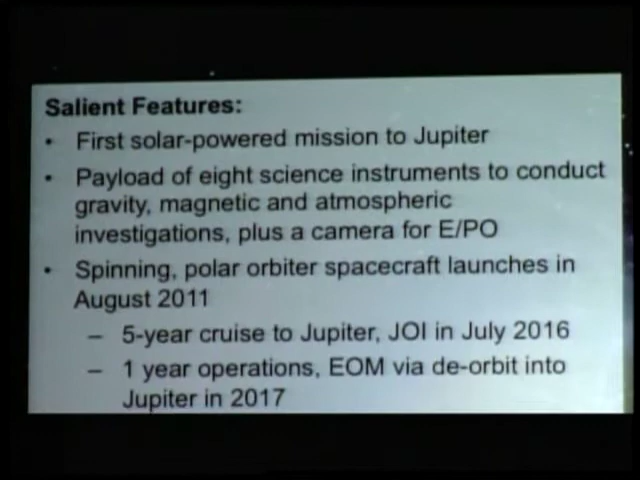 Salient Features:
• First solar-powered mission to Jupiter
• Payload of eight science instruments to conduct
gravity, magnetic and atmospheric
investigations, plus a camera for E/PO
• Spinning, polar orbiter spacecraft launches in
August 2011
– 5-year cruise to Jupiter, JOI in July 2016
– 1 year operations, EOM via de-orbit into
Jupiter in 2017